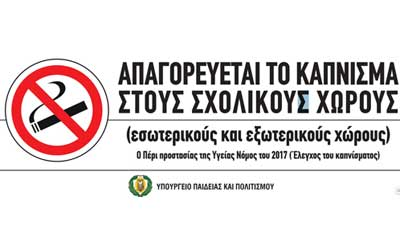 ΑΠΑΓΟΡΕΥΕΤΑΙ ΤΟ ΚΑΠΝΙΣΜΑ
ΣΤΟΥΣ ΣΧΟΛΙΚΟΥΣ ΧΩΡΟΥΣ
(εσωτερικούς και εξωτερικούς χώρους)
Ο Πέρι προστασίας της Υγείας Νόμος του 2017 (Έλεγχος του καπνίσματος)
ΥΠΟΥΡΓΕΙΟ ΠΑΙΔΕΙΑΣ ΚΑΙ ΠΟΛΙΤΙΣΜΟΥ